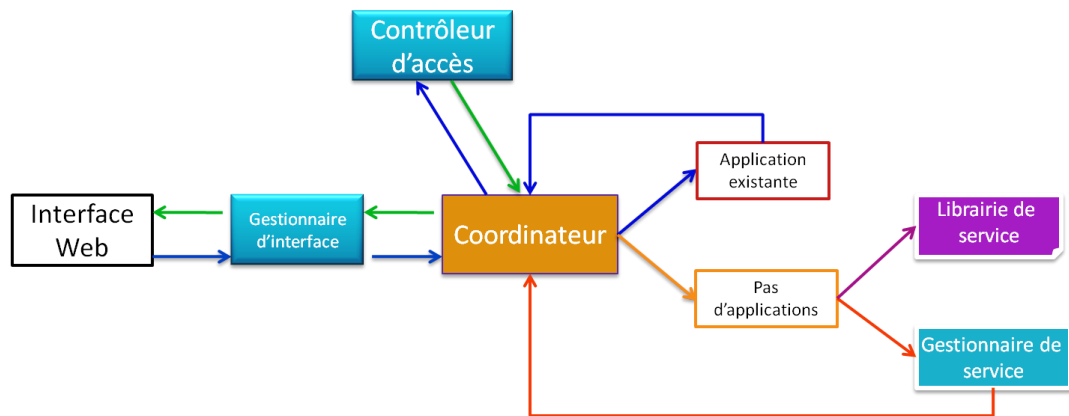 Contrôleur
d'accès
Application
existante
Interface
Web
Gestionnaire
d'interface
Coordinateur
Librairie de
service
Pas
d'applications
Gestionnaire de
service